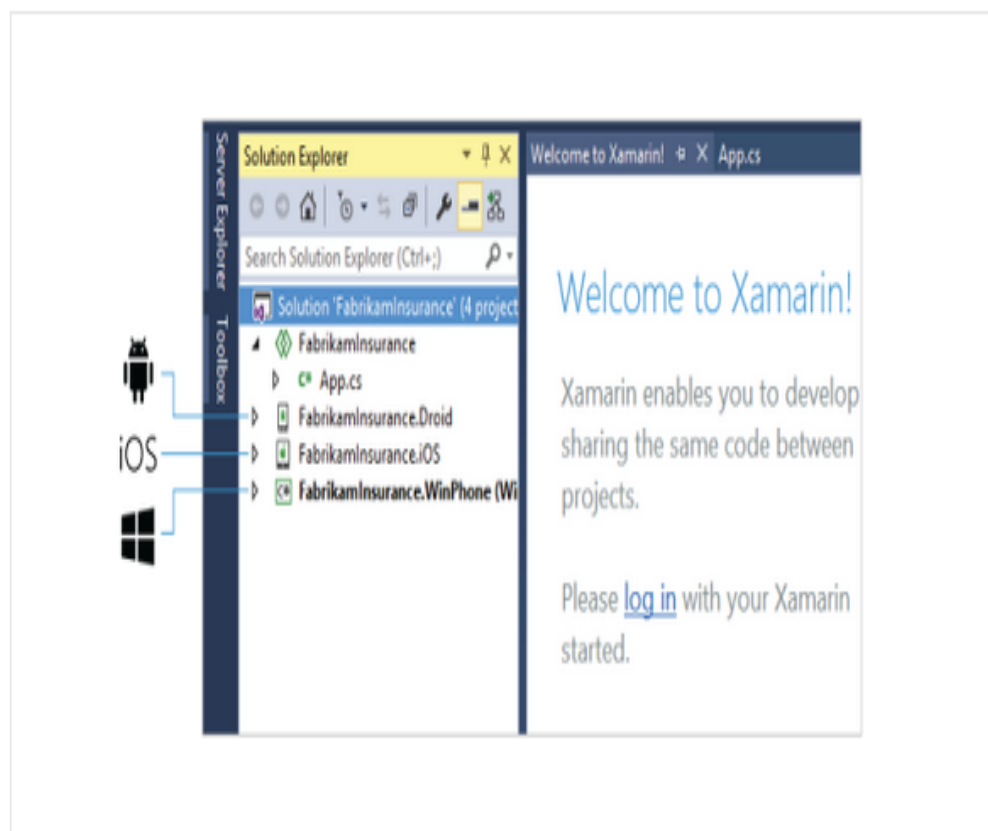 Server Explorer
Toolbox
Solution Explorer
Search Solution Explorer (Ctrl+;)
Solution 'FabrikamInsurance' (4 project
FabrikamInsurance
C# App.cs
FabrikamInsurance.Droid
iOS
FabrikamInsurance.iOS
C# FabrikamInsurance.WinPhone (Wi
Welcome to Xamarin! X App.cs
Welcome to Xamarin!
Xamarin enables you to develop
sharing the same code between
projects.
Please log in with your Xamarin
started.